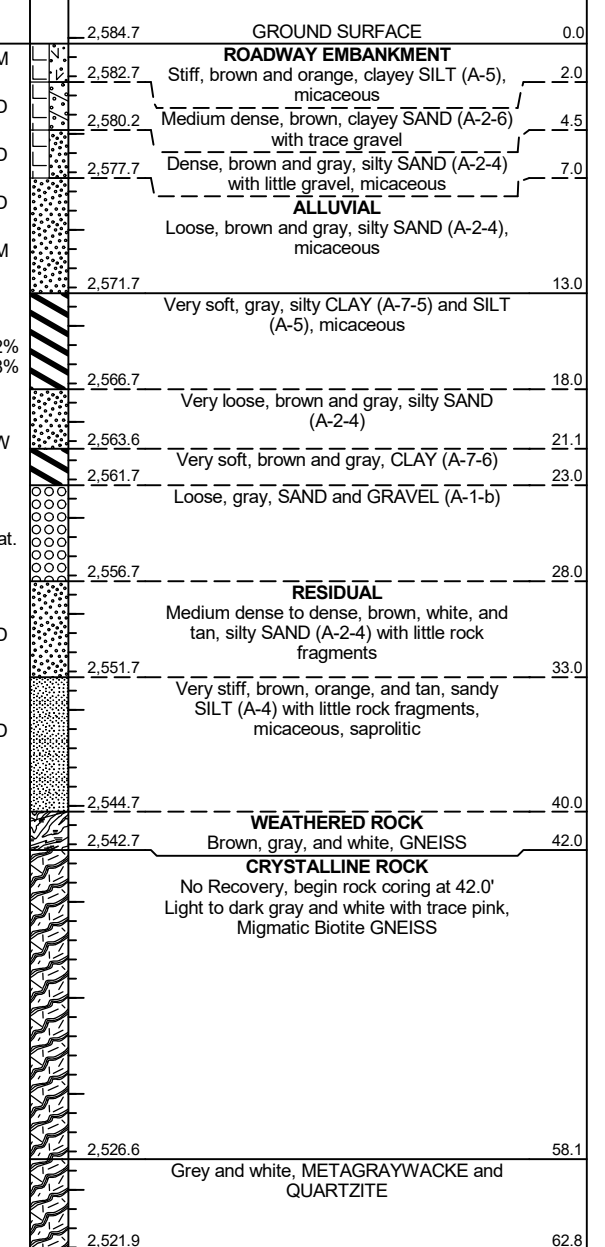 2,584.7 GROUND SURFACE 0.0
M
ROADWAY EMBANKMENT
2,582.7 Stiff, brown and orange, clayey SILT (A-5), 2.0
micaceous
D
2,580.2 Medium dense, brown, clayey SAND (A-2-6) 4.5
with trace gravel
D
2,577.7 Dense, brown and gray, silty SAND (A-2-4) 7.0
with little gravel, micaceous
D
ALLUVIAL
Loose, brown and gray, silty SAND (A-2-4),
M
micaceous
2,571.7 13.0
Very soft, gray, silty CLAY (A-7-5) and SILT
(A-5), micaceous
2%
3%
2,566.7 18.0
Very loose, brown and gray, silty SAND
(A-2-4)
W
2,563.6 21.1
Very soft, brown and gray, CLAY (A-7-6)
2,561.7 23.0
Loose, gray, SAND and GRAVEL (A-1-b)
at.
2,556.7 28.0
RESIDUAL
Medium dense to dense, brown, white, and
tan, silty SAND (A-2-4) with little rock
D
fragments
2,551.7 33.0
Very stiff, brown, orange, and tan, sandy
SILT (A-4) with little rock fragments,
micaceous, saprolitic
D
2,544.7 40.0
WEATHERED ROCK
2,542.7 Brown, gray, and white, GNEISS 42.0
CRYSTALLINE ROCK
No Recovery, begin rock coring at 42.0'
Light to dark gray and white with trace pink,
Migmatic Biotite GNEISS
2,526.6 58.1
Grey and white, METAGRAYWACKE and
QUARTZITE
2,521.9 62.8